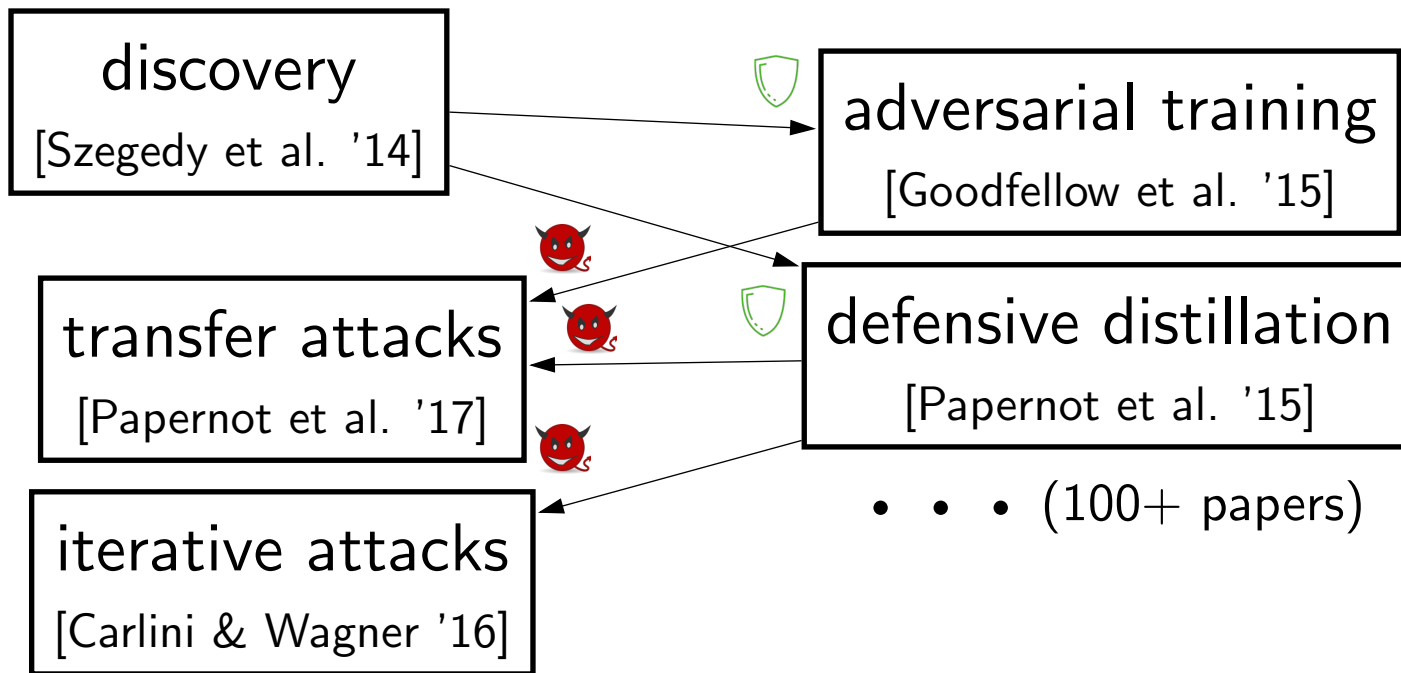 discovery
[Szegedy et al. '14]
adversarial training
[Goodfellow et al. '15]
transfer attacks
[Papernot et al. '17]
defensive distillation
[Papernot et al. '15]
iterative attacks
[Carlini & Wagner '16]
• • • (100+ papers)